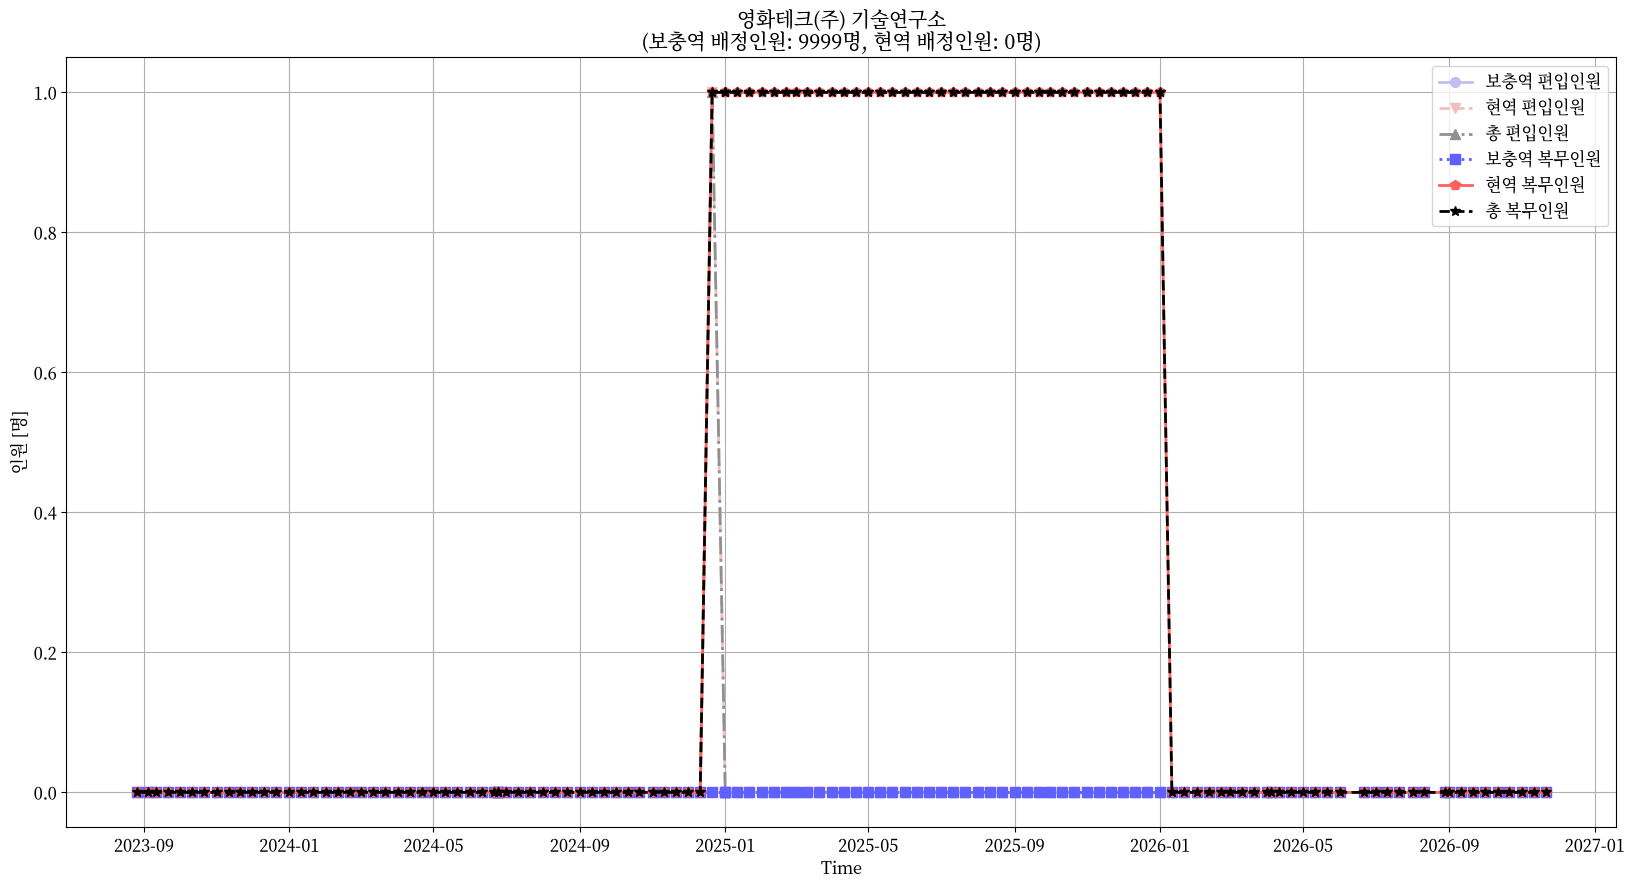 영화테크(주) 기술연구소
(보충역 배정인원: 9999명, 현역 배정인원: 0명)
보충역 편입인원
현역 편입인원
총 편입인원
보충역 복무인원
현역 복무인원
총 복무인원
인원 [명]
1.0
0.8
0.6
0.4
0.2
0.0
2023-09 2024-01 2024-05 2024-09 2025-01 2025-05 2025-09 2026-01 2026-05 2026-09 2027-01
Time